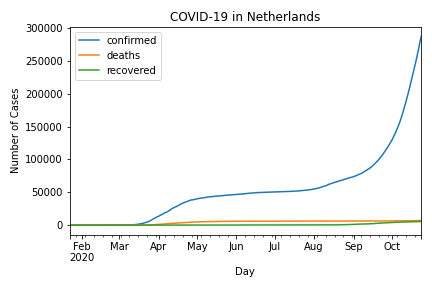 COVID-19 in Netherlands
300000
250000
200000
150000
100000
50000
0
Number of Cases
confirmed
deaths
recovered
Feb Mar Apr May Jun Jul Aug Sep Oct
2020
Day